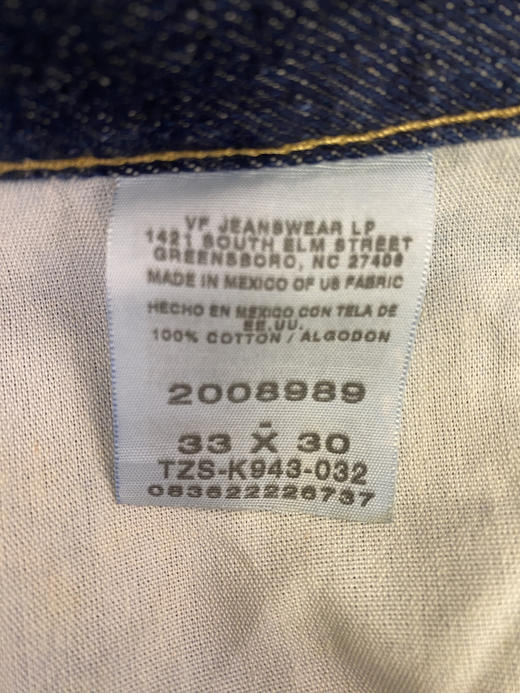 VF JEANSWEAR LP
1421 SOUTH ELM STREET
GREENSBORO, NC 27406
MADE IN MEXICO OF US FABRIC
HECHO EN MEXICO CON TELA DE
EE.UU.
100% COTTON / ALGODON
2008989
-
33 X 30
TZS-K943-032
083622226737